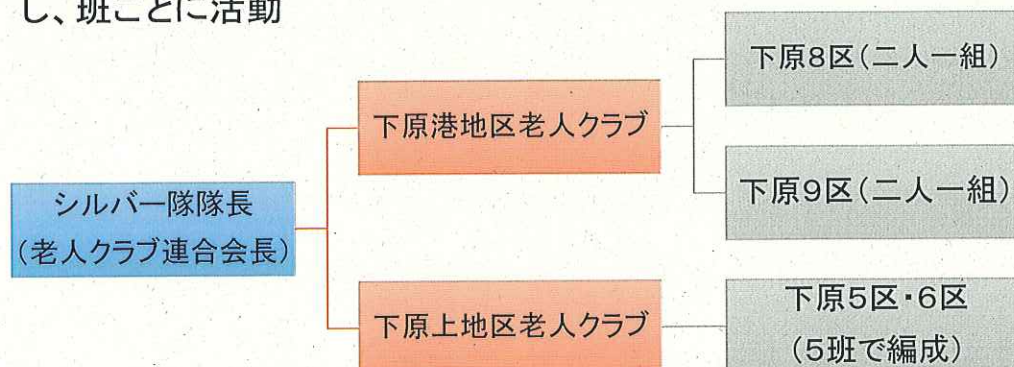 し、班ごとに活動
シルバー隊隊長
(老人クラブ連合会長)
下原港地区老人クラブ
下原8区(二人一組)
下原9区(二人一組)
下原上地区老人クラブ
下原5区・6区
(5班で編成)